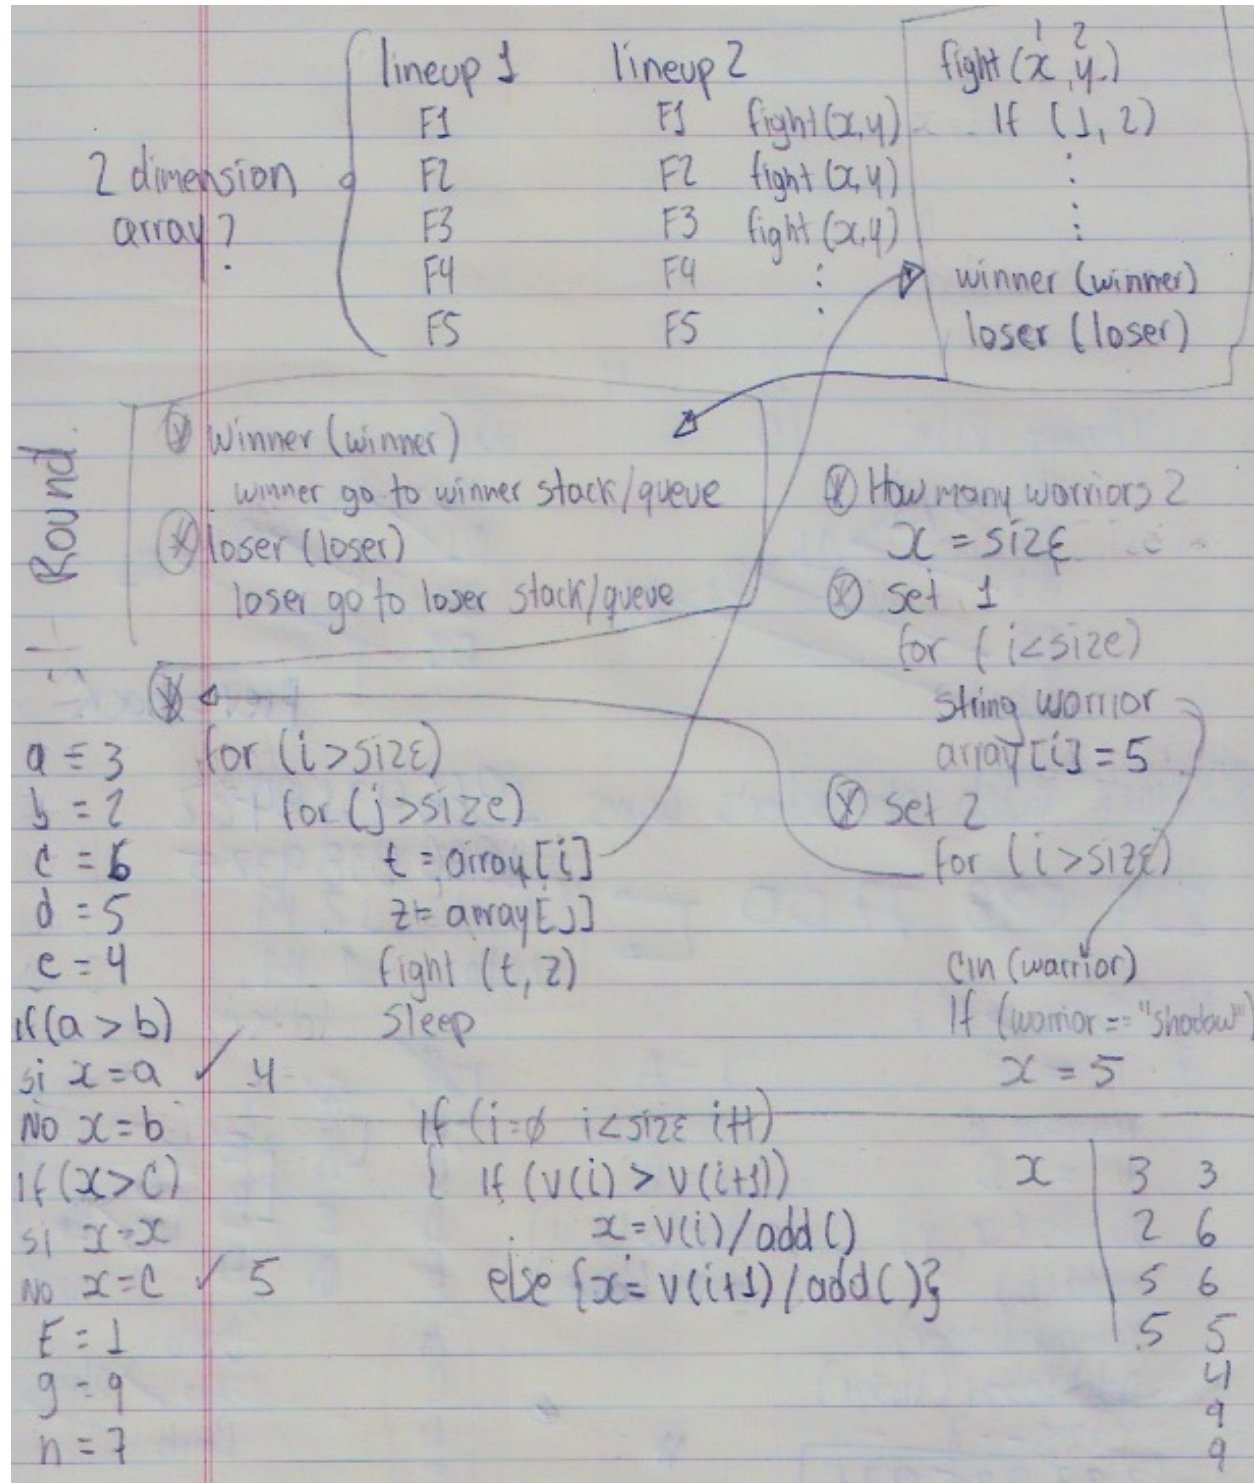 lineup 1 lineup 2
F1 F1 fight(x,y)
F2 F2 fight(x,y)
F3 F3 fight(x,y)
F4 F4 :
F5 F5 :
2 dimension
array?
1 2
fight(x,y)
If (1, 2)
:
:
winner (winner)
loser (loser)
Round
Winner (winner)
winner go to winner stack/queue
loser (loser)
loser go to loser stack/queue
How many warriors ?
x = size
Set 1
for (i<size)
string warrior
array[i] = 5
Set 2
for (i>size)
cin (warrior)
If (warrior == "shadow")
x = 5
for (i>size)
for (j>size)
t = array[i]
z = array[j]
fight (t, z)
sleep
a = 3
b = 2
c = 6
d = 5
e = 4
if(a > b)
si x=a ✓ 4
No x=b
If (x>C)
si x=x
No x=C ✓ 5
F = 1
g = 9
n = 7
If (i=ø i<size i++)
{ If (V(i) > V(i+1))
x = V(i)/add()
else {x= V(i+1)/add()}
x | 3 3
2 6
5 6
5 5
4
9
9